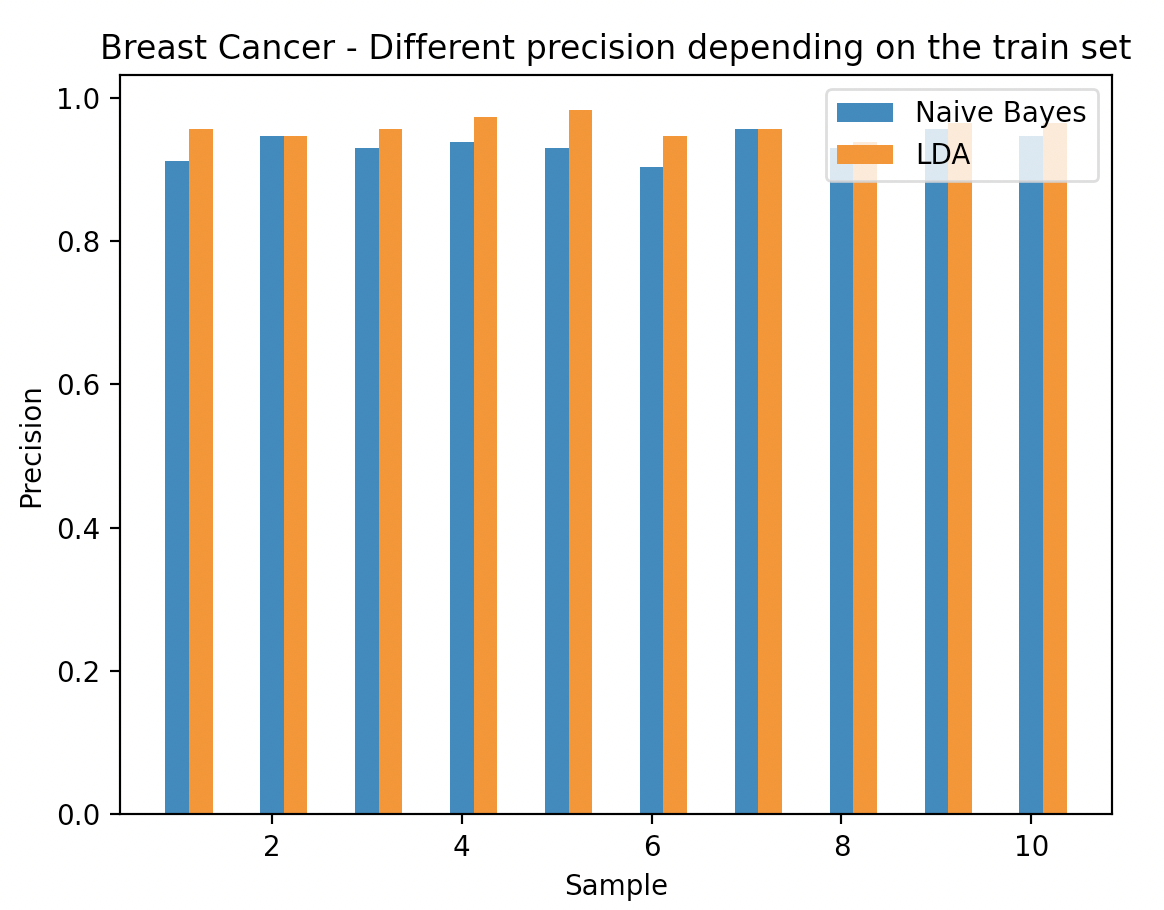 Breast Cancer - Different precision depending on the train set
Naive Bayes
LDA
1.0
0.8
0.6
0.4
0.2
0.0
Precision
2 4 6 8 10
Sample